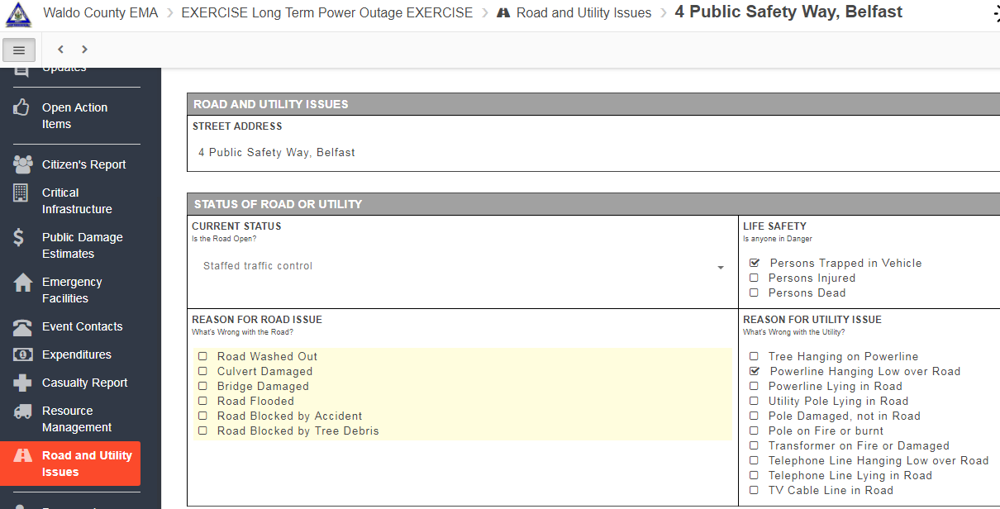 Waldo County EMA > EXERCISE Long Term Power Outage EXERCISE > Road and Utility Issues > 4 Public Safety Way, Belfast
Updates
Open Action
Items
Citizen's Report
Critical
Infrastructure
Public Damage
Estimates
Emergency
Facilities
Event Contacts
Expenditures
Casualty Report
Resource
Management
Road and Utility
Issues
ROAD AND UTILITY ISSUES
STREET ADDRESS
4 Public Safety Way, Belfast
STATUS OF ROAD OR UTILITY
CURRENT STATUS
Is the Road Open?
Staffed traffic control
LIFE SAFETY
Is anyone in Danger
Persons Trapped in Vehicle
Persons Injured
Persons Dead
REASON FOR ROAD ISSUE
What's Wrong with the Road?
Road Washed Out
Culvert Damaged
Bridge Damaged
Road Flooded
Road Blocked by Accident
Road Blocked by Tree Debris
REASON FOR UTILITY ISSUE
What's Wrong with the Utility?
Tree Hanging on Powerline
Powerline Hanging Low over Road
Powerline Lying in Road
Utility Pole Lying in Road
Pole Damaged, not in Road
Pole on Fire or burnt
Transformer on Fire or Damaged
Telephone Line Hanging Low over Road
Telephone Line Lying in Road
TV Cable Line in Road